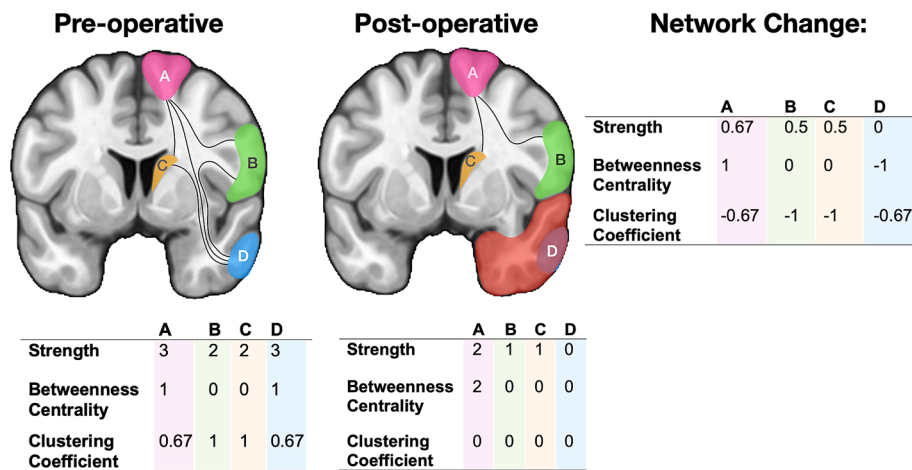 Pre-operative
Post-operative
Network Change:
A
B
C
D
A
B
C
D
A B C D
Strength 0.67 0.5 0.5 0
Betweenness Centrality 1 0 0 -1
Clustering Coefficient -0.67 -1 -1 -0.67
A B C D
Strength 3 2 2 3
Betweenness Centrality 1 0 0 1
Clustering Coefficient 0.67 1 1 0.67
A B C D
Strength 2 1 1 0
Betweenness Centrality 2 0 0 0
Clustering Coefficient 0 0 0 0